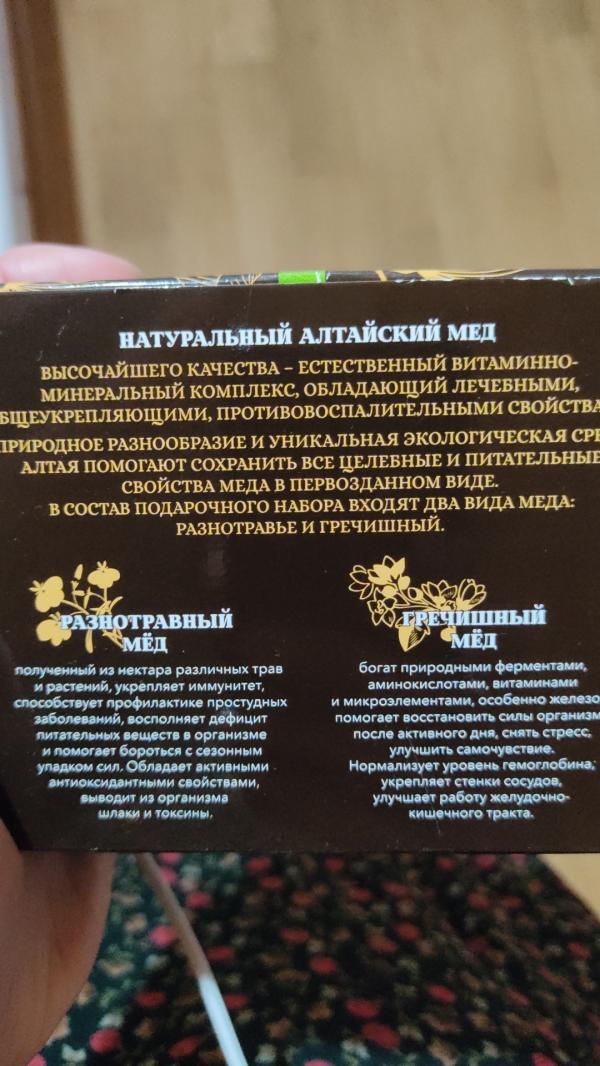 НАТУРАЛЬНЫЙ АЛТАЙСКИЙ МЕД
ВЫСОЧАЙШЕГО КАЧЕСТВА – ЕСТЕСТВЕННЫЙ ВИТАМИННО-
МИНЕРАЛЬНЫЙ КОМПЛЕКС, ОБЛАДАЮЩИЙ ЛЕЧЕБНЫМИ,
БЩЕУКРЕПЛЯЮЩИМИ, ПРОТИВОВОСПАЛИТЕЛЬНЫМИ СВОЙСТВА
ПРИРОДНОЕ РАЗНООБРАЗИЕ И УНИКАЛЬНАЯ ЭКОЛОГИЧЕСКАЯ СРЕ
АЛТАЯ ПОМОГАЮТ СОХРАНИТЬ ВСЕ ЦЕЛЕБНЫЕ И ПИТАТЕЛЬНЫЕ
СВОЙСТВА МЕДА В ПЕРВОЗДАННОМ ВИДЕ.
В СОСТАВ ПОДАРОЧНОГО НАБОРА ВХОДЯТ ДВА ВИДА МЕДА:
РАЗНОТРАВЬЕ И ГРЕЧИШНЫЙ.
РАЗНОТРАВНЫЙ
МЁД
полученный из нектара различных трав
и растений, укрепляет иммунитет,
способствует профилактике простудных
заболеваний, восполняет дефицит
питательных веществ в организме
и помогает бороться с сезонным
упадком сил. Обладает активными
антиоксидантными свойствами,
выводит из организма
шлаки и токсины.
ГРЕЧИШНЫЙ
МЁД
богат природными ферментами,
аминокислотами, витаминами
и микроэлементами, особенно железо
помогает восстановить силы организм
после активного дня, снять стресс,
улучшить самочувствие.
Нормализует уровень гемоглобина,
укрепляет стенки сосудов,
улучшает работу желудочно-
кишечного тракта.